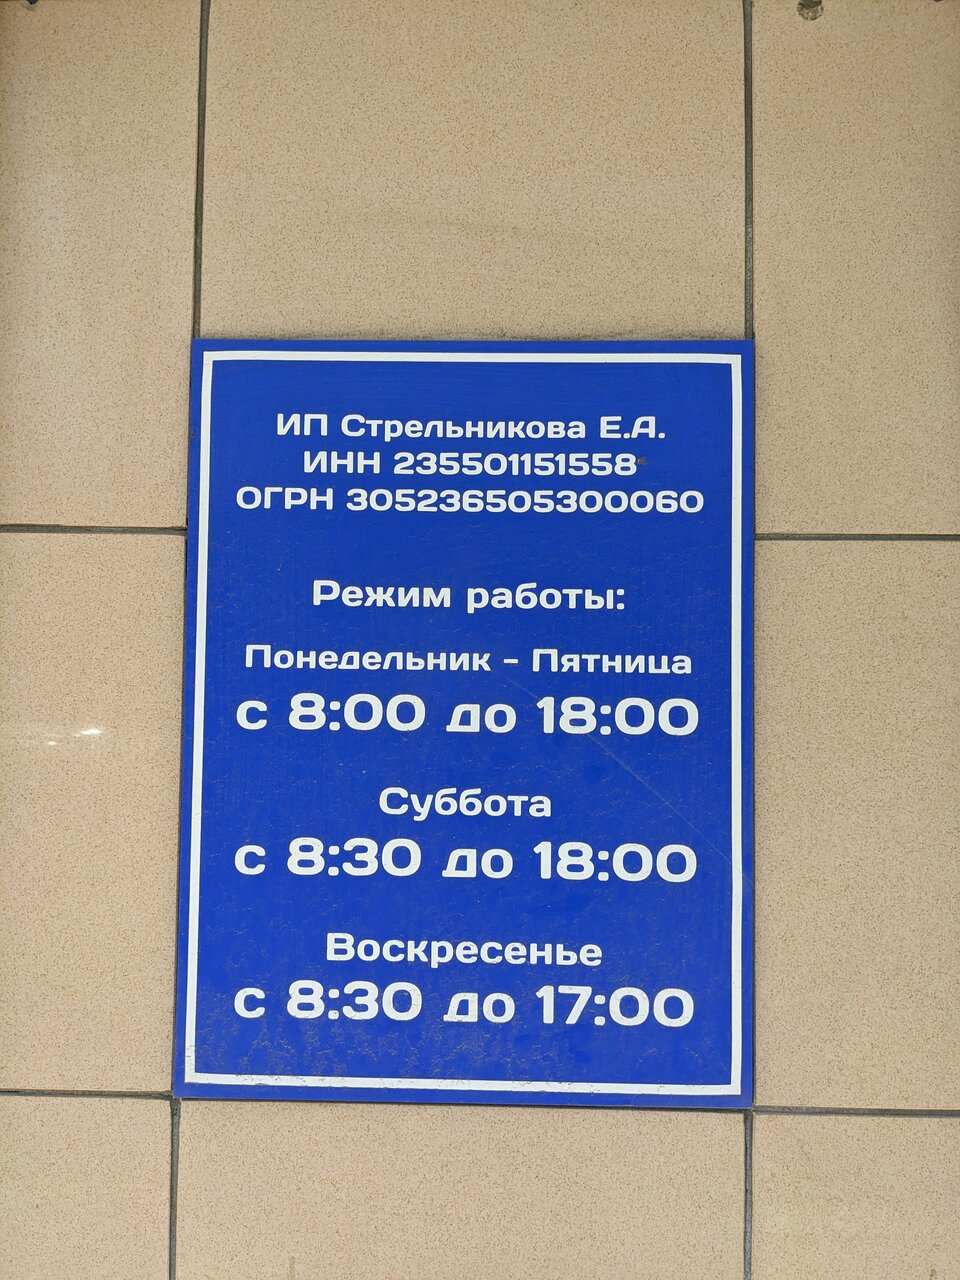 ИП Стрельникова Е.А.
ИНН 235501151558
ОГРН 305236505300060
Режим работы:
Понедельник - Пятница
с 8:00 до 18:00
Суббота
с 8:30 до 18:00
Воскресенье
с 8:30 до 17:00